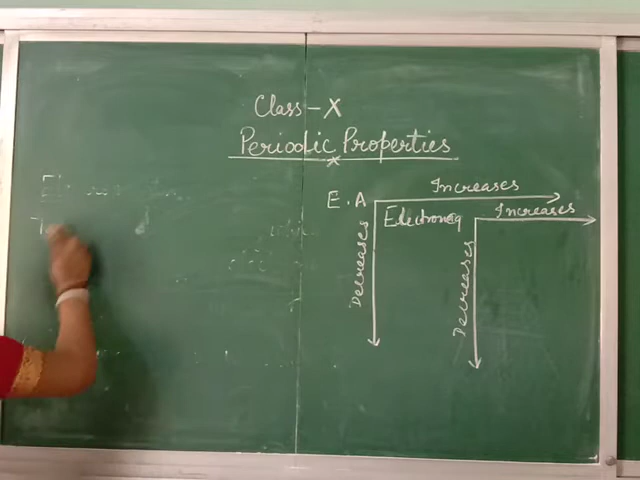 Class - X
Periodic Properties
E.A
Increases
Decreases
Electroneg
Increases
Decreases